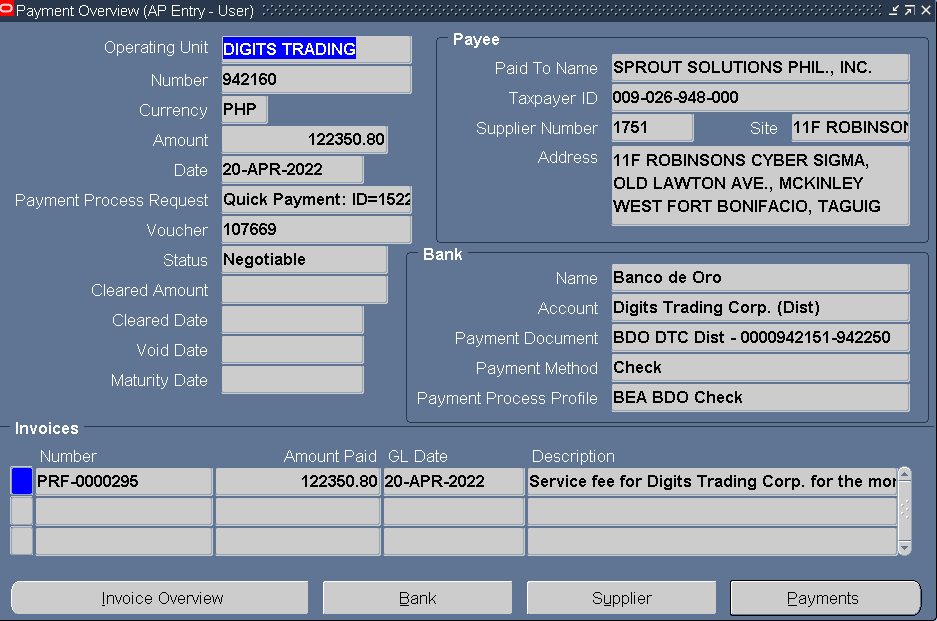 Payment Overview (AP Entry - User)
Operating Unit DIGITS TRADING
Number 942160
Currency PHP
Amount 122350.80
Date 20-APR-2022
Payment Process Request Quick Payment: ID=1522
Voucher 107669
Status Negotiable
Cleared Amount
Cleared Date
Void Date
Maturity Date
Payee
Paid To Name SPROUT SOLUTIONS PHIL., INC.
Taxpayer ID 009-026-948-000
Supplier Number 1751 Site 11F ROBINSON
Address 11F ROBINSONS CYBER SIGMA,
OLD LAWTON AVE., MCKINLEY
WEST FORT BONIFACIO, TAGUIG
Bank
Name Banco de Oro
Account Digits Trading Corp. (Dist)
Payment Document BDO DTC Dist - 0000942151-942250
Payment Method Check
Payment Process Profile BEA BDO Check
Invoices
Number Amount Paid GL Date Description
PRF-0000295 122350.80 20-APR-2022 Service fee for Digits Trading Corp. for the mor
Invoice Overview Bank Supplier Payments